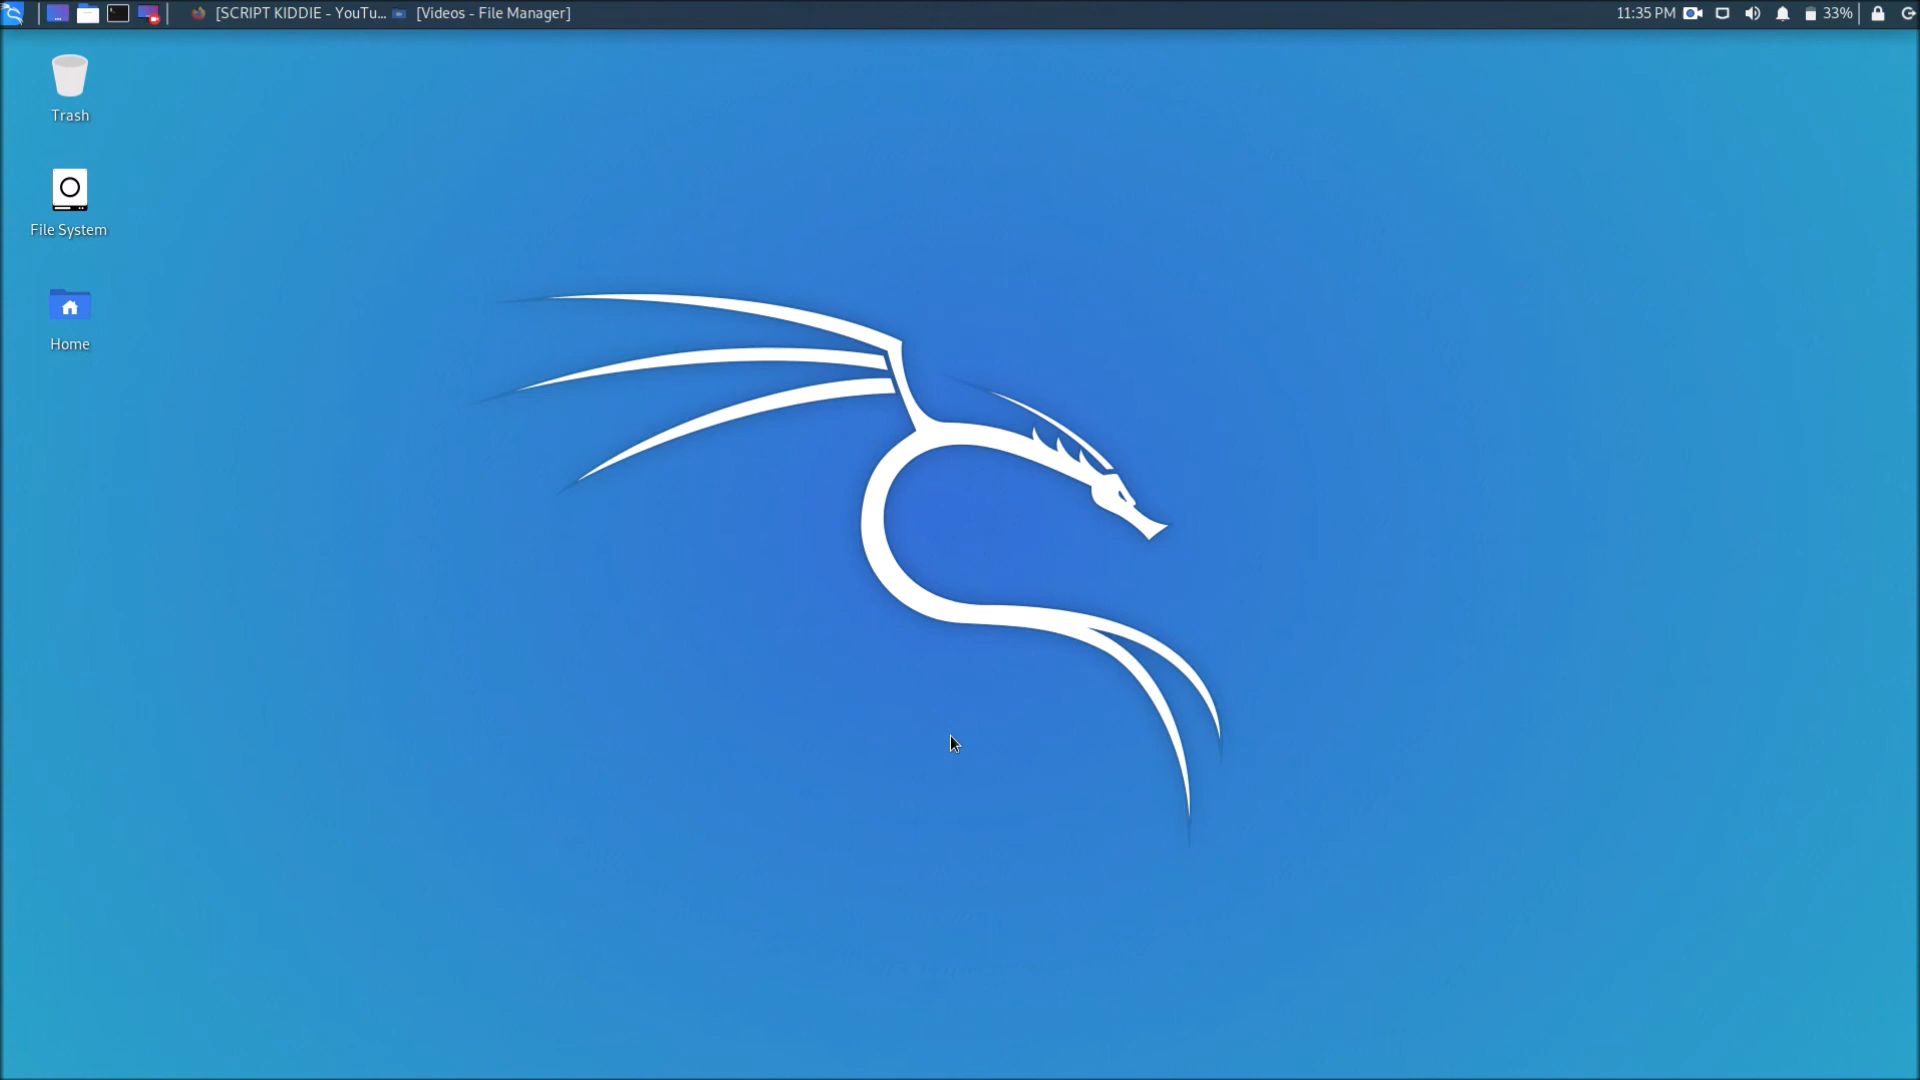 [SCRIPT KIDDIE - YouTu... [Videos - File Manager] 11:35 PM 33%
Trash
File System
Home